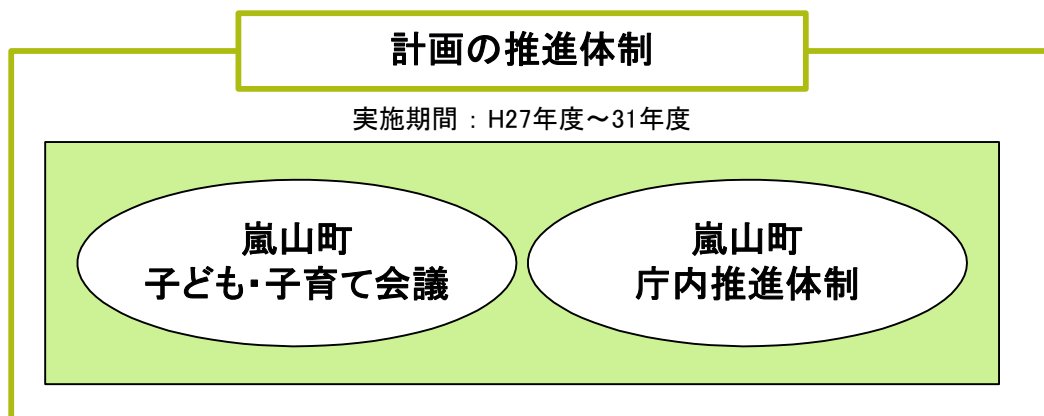 計画の推進体制
実施期間：H27年度～31年度
嵐山町
子ども・子育て会議
嵐山町
庁内推進体制